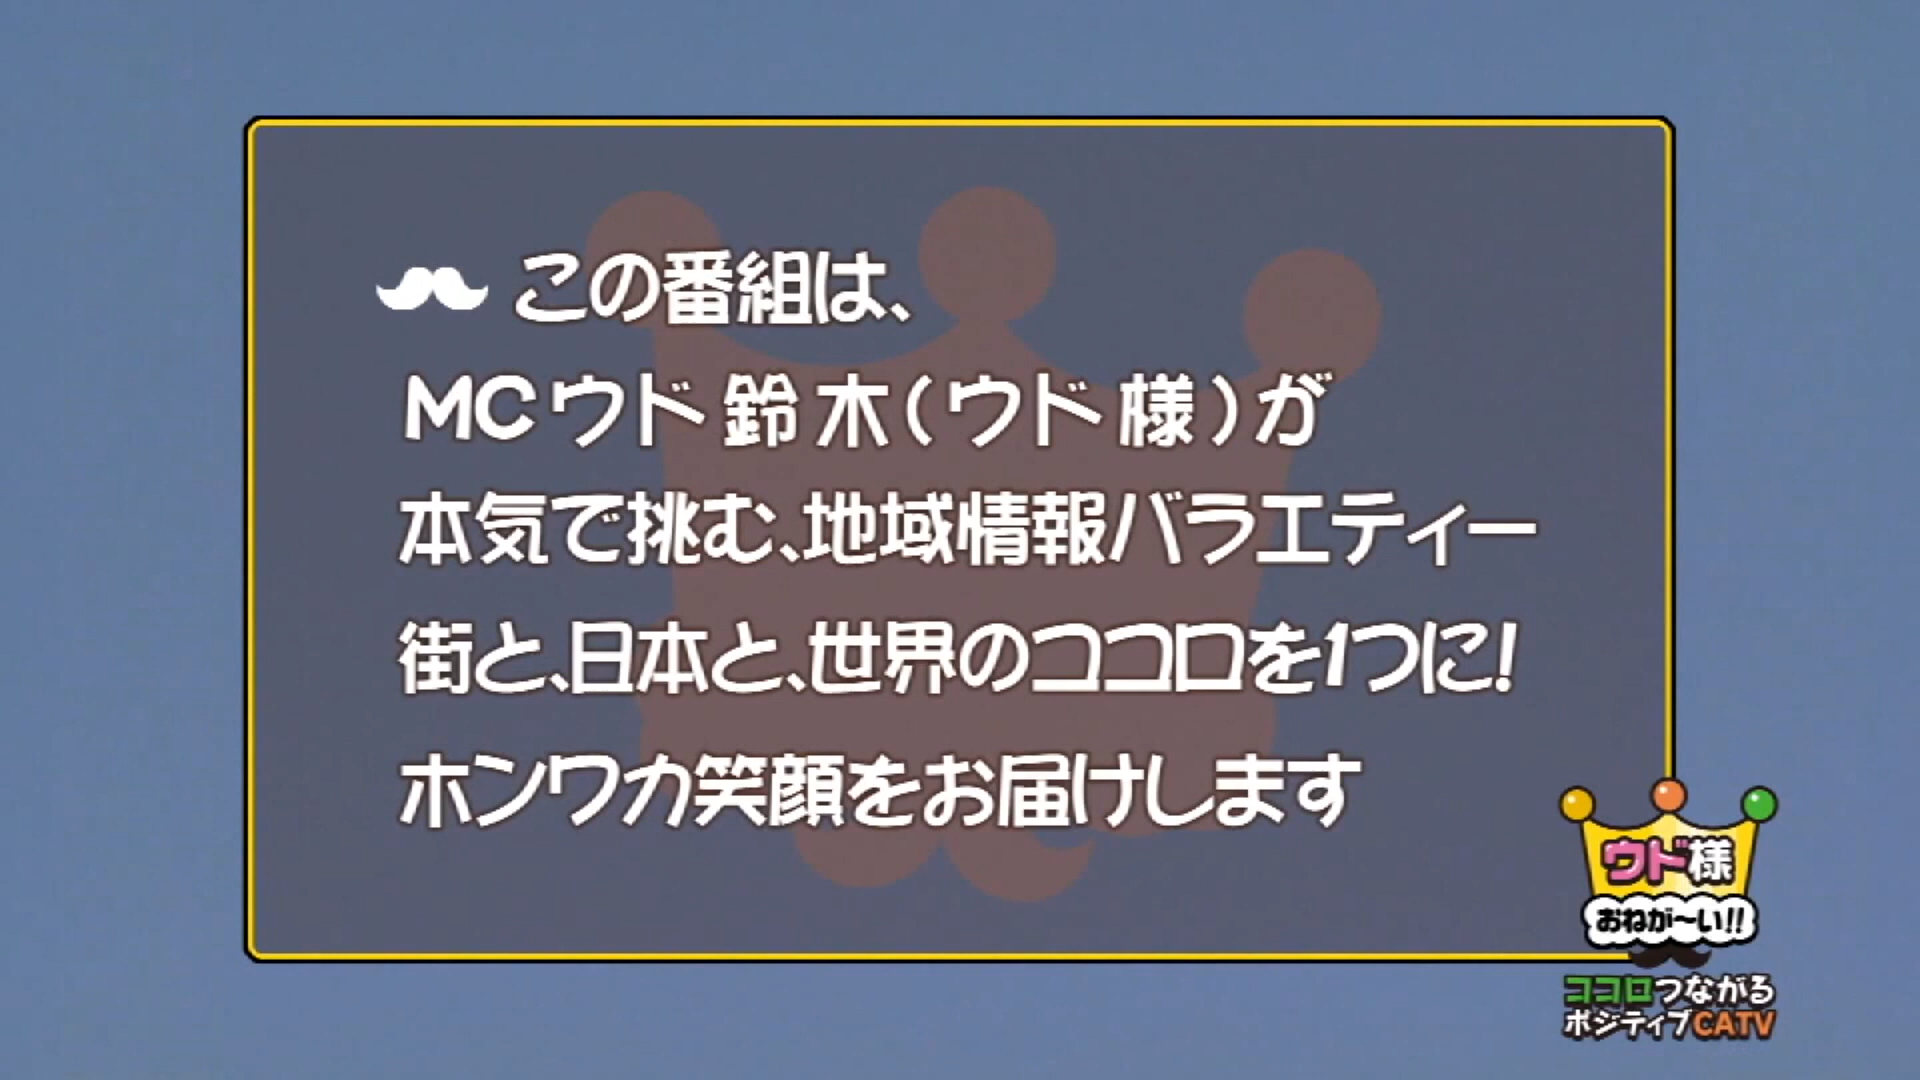 この番組は、
MCウド鈴木(ウド様)が
本気で挑む、地域情報バラエティー
街と、日本と、世界のココロを1つに!
ホンワカ笑顔をお届けします
ウド様
おねが〜い!!
ココロつながる
ポジティブCATV